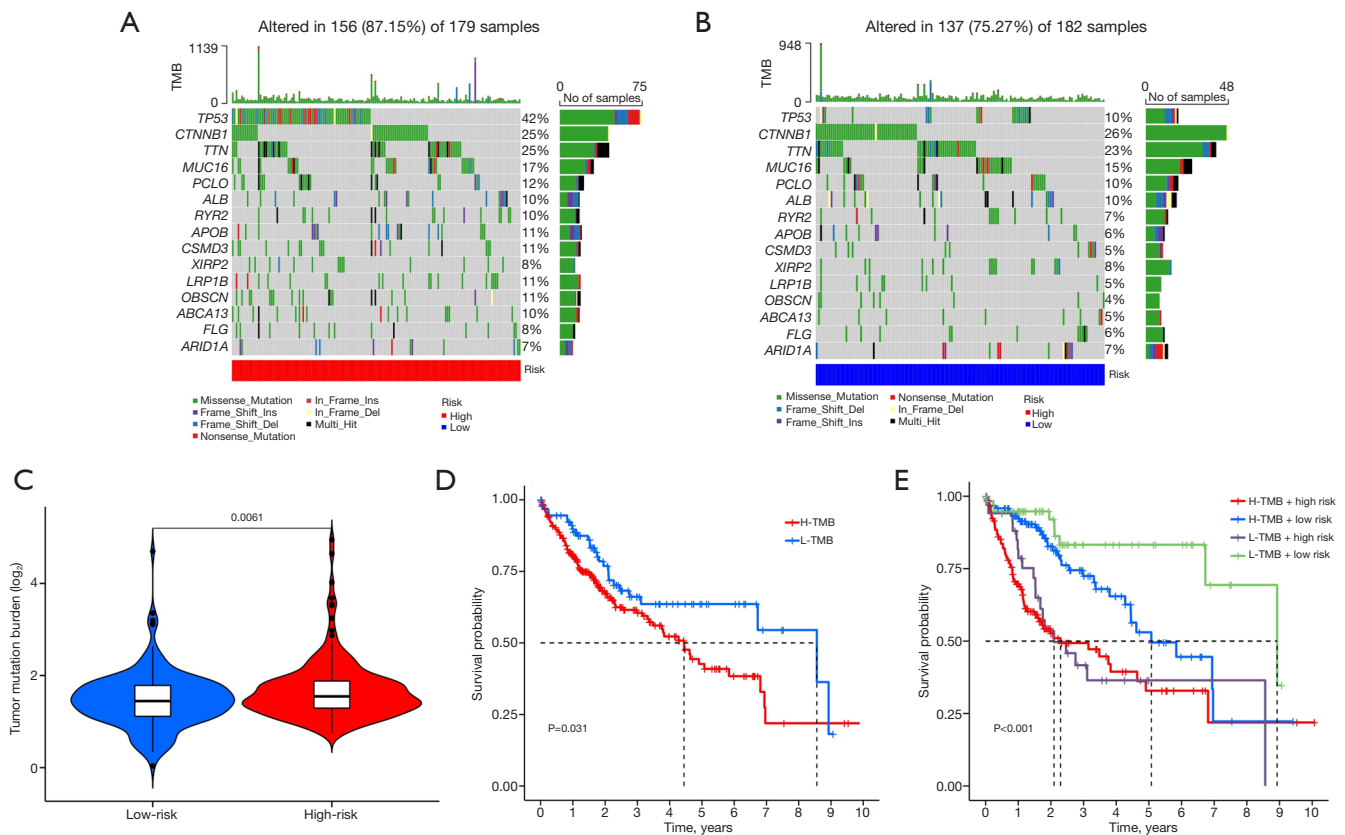 A
Altered in 156 (87.15%) of 179 samples
1139
0
TMB
0 75
No of samples
TP53 42%
CTNNB1 25%
TTN 25%
MUC16 17%
PCLO 12%
ALB 10%
RYR2 10%
APOB 11%
CSMD3 11%
XIRP2 8%
LRP1B 11%
OBSCN 11%
ABCA13 10%
FLG 8%
ARID1A 7%
Risk
Missense_Mutation In_Frame_Ins Risk
Frame_Shift_Ins In_Frame_Del High
Frame_Shift_Del Multi_Hit Low
Nonsense_Mutation
B
Altered in 137 (75.27%) of 182 samples
948
0
TMB
0 48
No of samples
TP53 10%
CTNNB1 26%
TTN 23%
MUC16 15%
PCLO 10%
ALB 10%
RYR2 7%
APOB 6%
CSMD3 5%
XIRP2 8%
LRP1B 5%
OBSCN 4%
ABCA13 5%
FLG 6%
ARID1A 7%
Risk
Missense_Mutation Nonsense_Mutation Risk
Frame_Shift_Del In_Frame_Del High
Frame_Shift_Ins Multi_Hit Low
C
0.0061
Tumor mutation burden (log2)
4
2
0
Low-risk High-risk
D
Survival probability
1.00
0.75
0.50
0.25
0.00
H-TMB
L-TMB
P=0.031
0 1 2 3 4 5 6 7 8 9 10
Time, years
E
Survival probability
1.00
0.75
0.50
0.25
0.00
H-TMB + high risk
H-TMB + low risk
L-TMB + high risk
L-TMB + low risk
P<0.001
0 1 2 3 4 5 6 7 8 9 10
Time, years